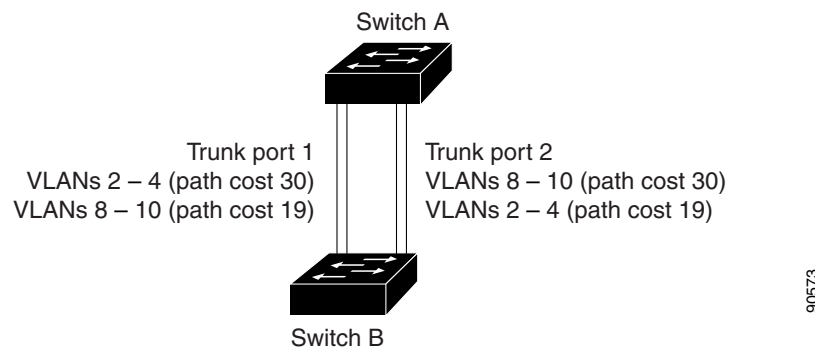 Switch A
Trunk port 1
VLANs 2 – 4 (path cost 30)
VLANs 8 – 10 (path cost 19)
Trunk port 2
VLANs 8 – 10 (path cost 30)
VLANs 2 – 4 (path cost 19)
Switch B
90573